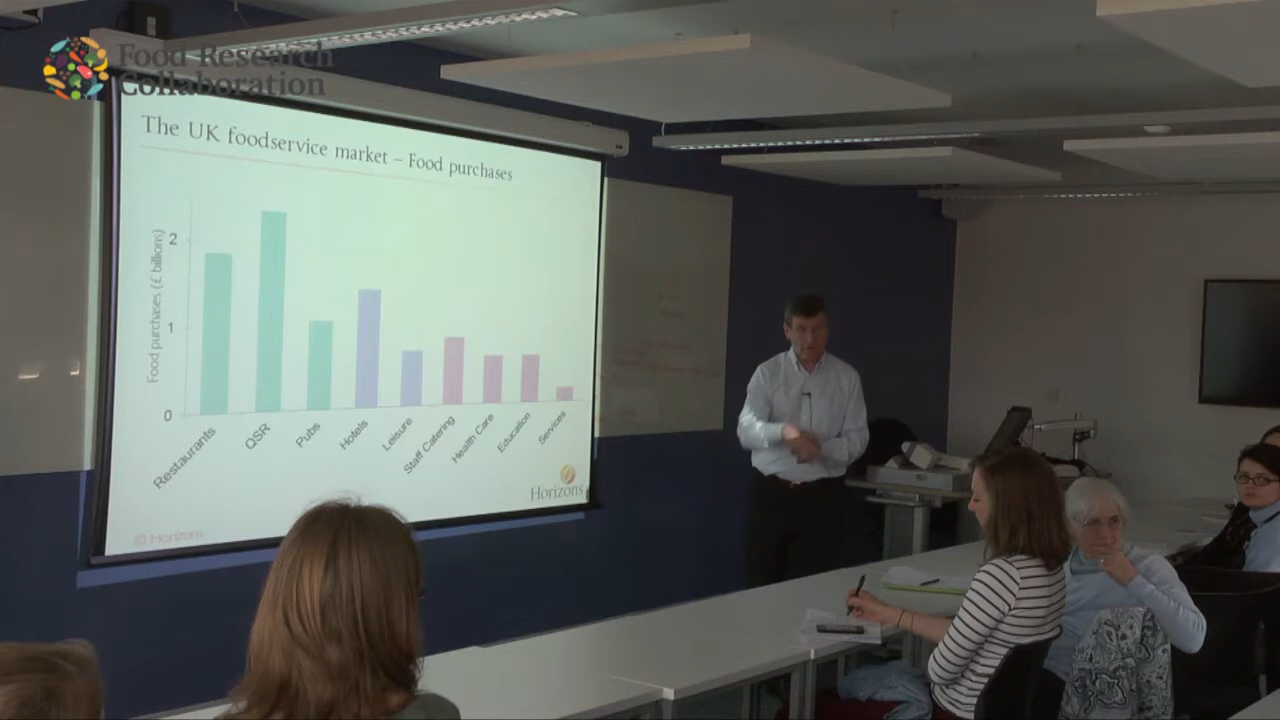 Food Research
Collaboration
The UK foodservice market – Food purchases
Food purchases (£ billions)
2
1
0
Restaurants
QSR
Pubs
Hotels
Leisure
Staff Catering
Health Care
Education
Services
Horizons
Horizons